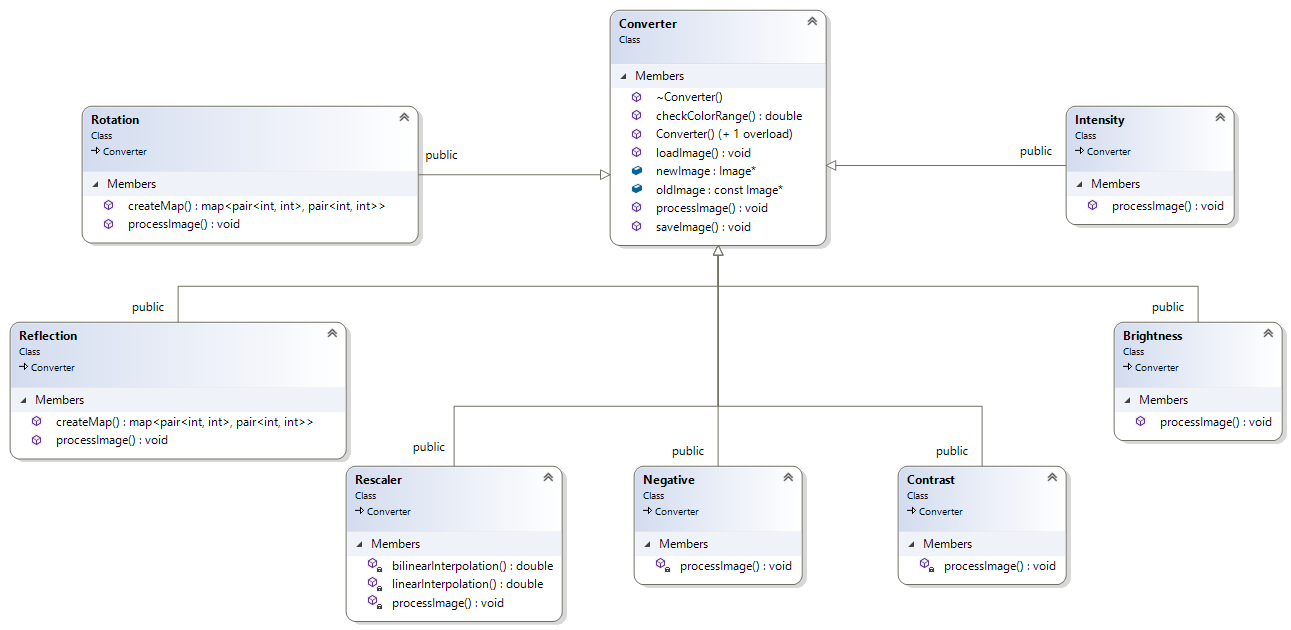 Converter
Class
Members
~Converter()
checkColorRange() : double
Converter() (+ 1 overload)
loadImage() : void
newImage : Image*
oldImage : const Image*
processImage() : void
saveImage() : void
Rotation
Class
Converter
Members
createMap() : map<pair<int, int>, pair<int, int>>
processImage() : void
public
public
Intensity
Class
Converter
Members
processImage() : void
public
Reflection
Class
Converter
Members
createMap() : map<pair<int, int>, pair<int, int>>
processImage() : void
public
Brightness
Class
Converter
Members
processImage() : void
public
Rescaler
Class
Converter
Members
bilinearInterpolation() : double
linearInterpolation() : double
processImage() : void
public
Negative
Class
Converter
Members
processImage() : void
public
Contrast
Class
Converter
Members
processImage() : void